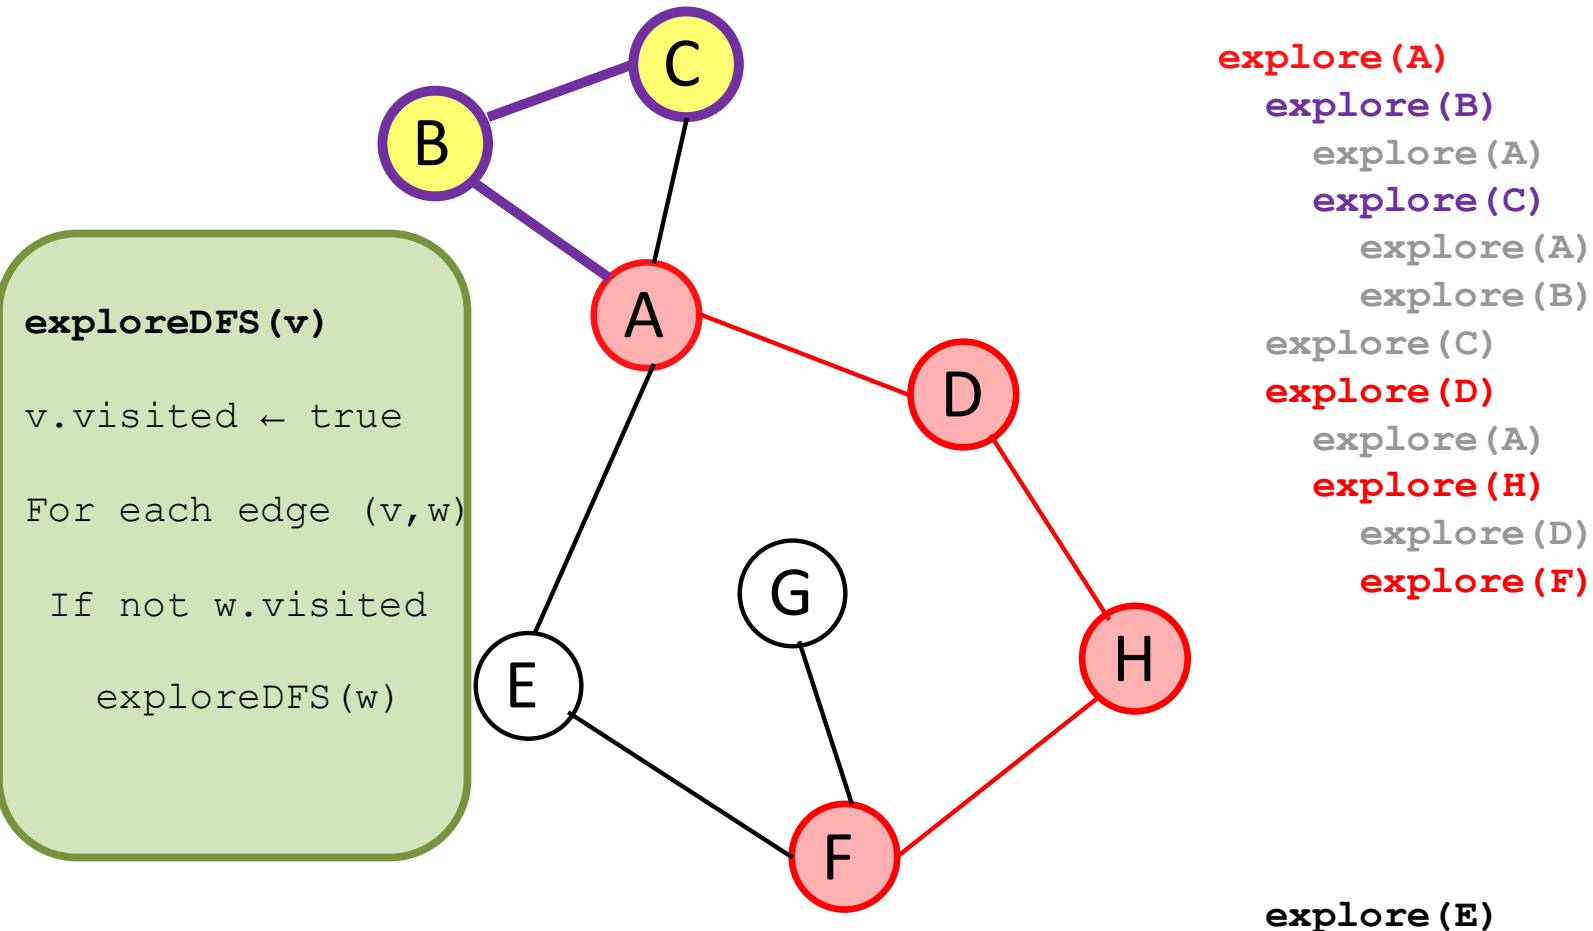 C
B
A
D
G
E
H
F
exploreDFS(v)
v.visited ← true
For each edge (v,w)
If not w.visited
exploreDFS(w)
explore(A)
explore(B)
explore(A)
explore(C)
explore(A)
explore(B)
explore(C)
explore(D)
explore(A)
explore(H)
explore(D)
explore(F)
explore(E)